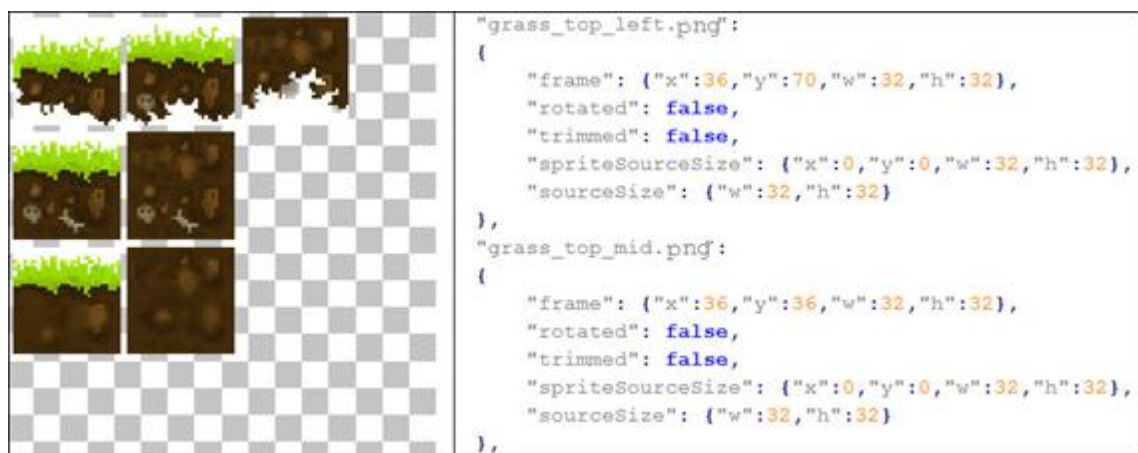 "grass_top_left.png":
{
"frame": {"x":36,"y":70,"w":32,"h":32},
"rotated": false,
"trimmed": false,
"spriteSourceSize": {"x":0,"y":0,"w":32,"h":32},
"sourceSize": {"w":32,"h":32}
},
"grass_top_mid.png":
{
"frame": {"x":36,"y":36,"w":32,"h":32},
"rotated": false,
"trimmed": false,
"spriteSourceSize": {"x":0,"y":0,"w":32,"h":32},
"sourceSize": {"w":32,"h":32}
},